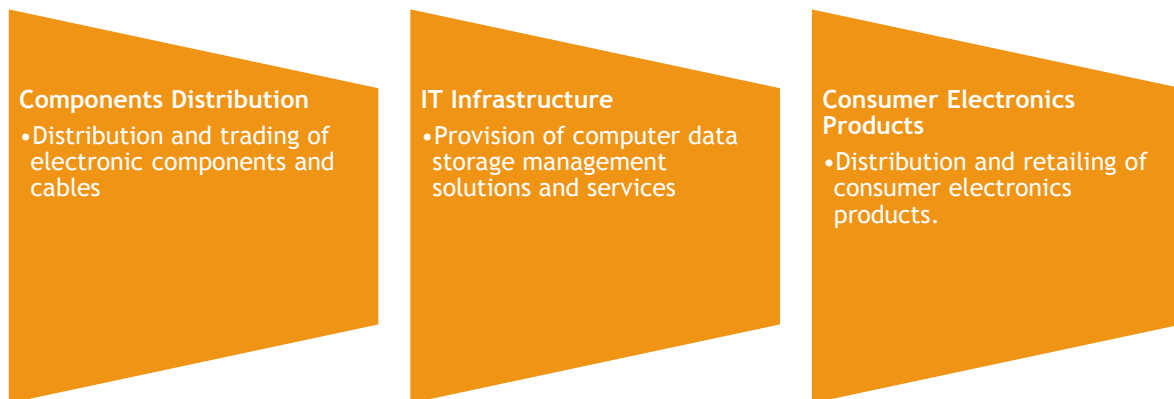 Components Distribution
•Distribution and trading of
electronic components and
cables
IT Infrastructure
•Provision of computer data
storage management
solutions and services
Consumer Electronics
Products
•Distribution and retailing of
consumer electronics
products.